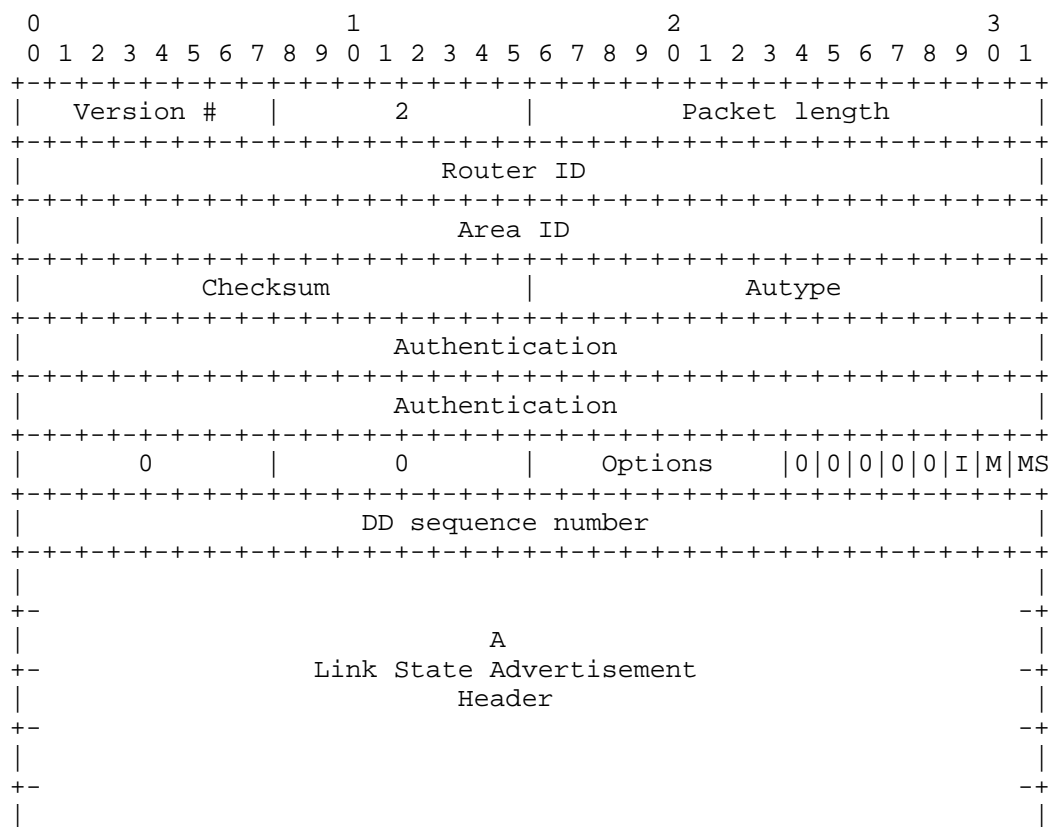 0                   1                   2                   3
 0 1 2 3 4 5 6 7 8 9 0 1 2 3 4 5 6 7 8 9 0 1 2 3 4 5 6 7 8 9 0 1
+-+-+-+-+-+-+-+-+-+-+-+-+-+-+-+-+-+-+-+-+-+-+-+-+-+-+-+-+-+-+-+-+
|   Version #   |       2       |         Packet length         |
+-+-+-+-+-+-+-+-+-+-+-+-+-+-+-+-+-+-+-+-+-+-+-+-+-+-+-+-+-+-+-+-+
|                          Router ID                            |
+-+-+-+-+-+-+-+-+-+-+-+-+-+-+-+-+-+-+-+-+-+-+-+-+-+-+-+-+-+-+-+-+
|                           Area ID                             |
+-+-+-+-+-+-+-+-+-+-+-+-+-+-+-+-+-+-+-+-+-+-+-+-+-+-+-+-+-+-+-+-+
|           Checksum            |             Autype            |
+-+-+-+-+-+-+-+-+-+-+-+-+-+-+-+-+-+-+-+-+-+-+-+-+-+-+-+-+-+-+-+-+
|                       Authentication                          |
+-+-+-+-+-+-+-+-+-+-+-+-+-+-+-+-+-+-+-+-+-+-+-+-+-+-+-+-+-+-+-+-+
|                       Authentication                          |
+-+-+-+-+-+-+-+-+-+-+-+-+-+-+-+-+-+-+-+-+-+-+-+-+-+-+-+-+-+-+-+-+
|       0       |       0       |    Options    |0|0|0|0|0|I|M|MS
+-+-+-+-+-+-+-+-+-+-+-+-+-+-+-+-+-+-+-+-+-+-+-+-+-+-+-+-+-+-+-+-+
|                     DD sequence number                        |
+-+-+-+-+-+-+-+-+-+-+-+-+-+-+-+-+-+-+-+-+-+-+-+-+-+-+-+-+-+-+-+-+
|                                                               |
+-                                                             -+
|                             A                                 |
+-                 Link State Advertisement                    -+
|                           Header                              |
+-                                                             -+
|                                                               |
+-                                                             -+
|                                                               |